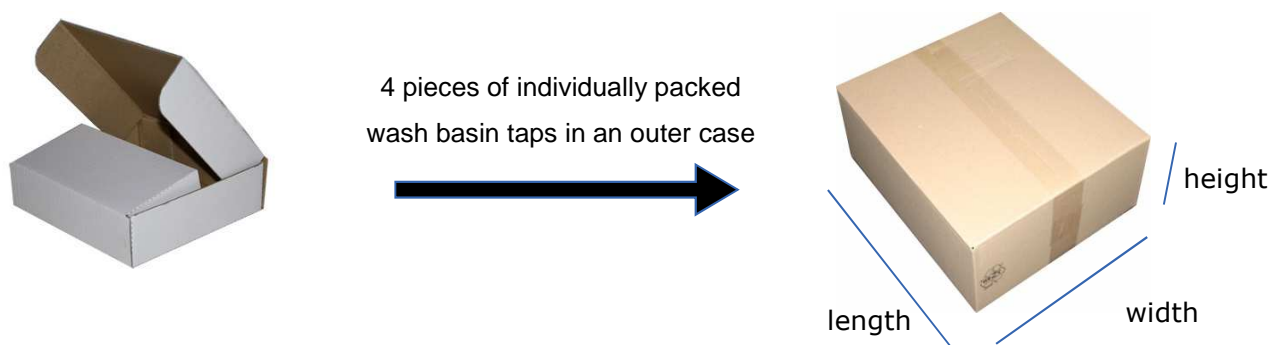 4 pieces of individually packed
wash basin taps in an outer case
height
length
width